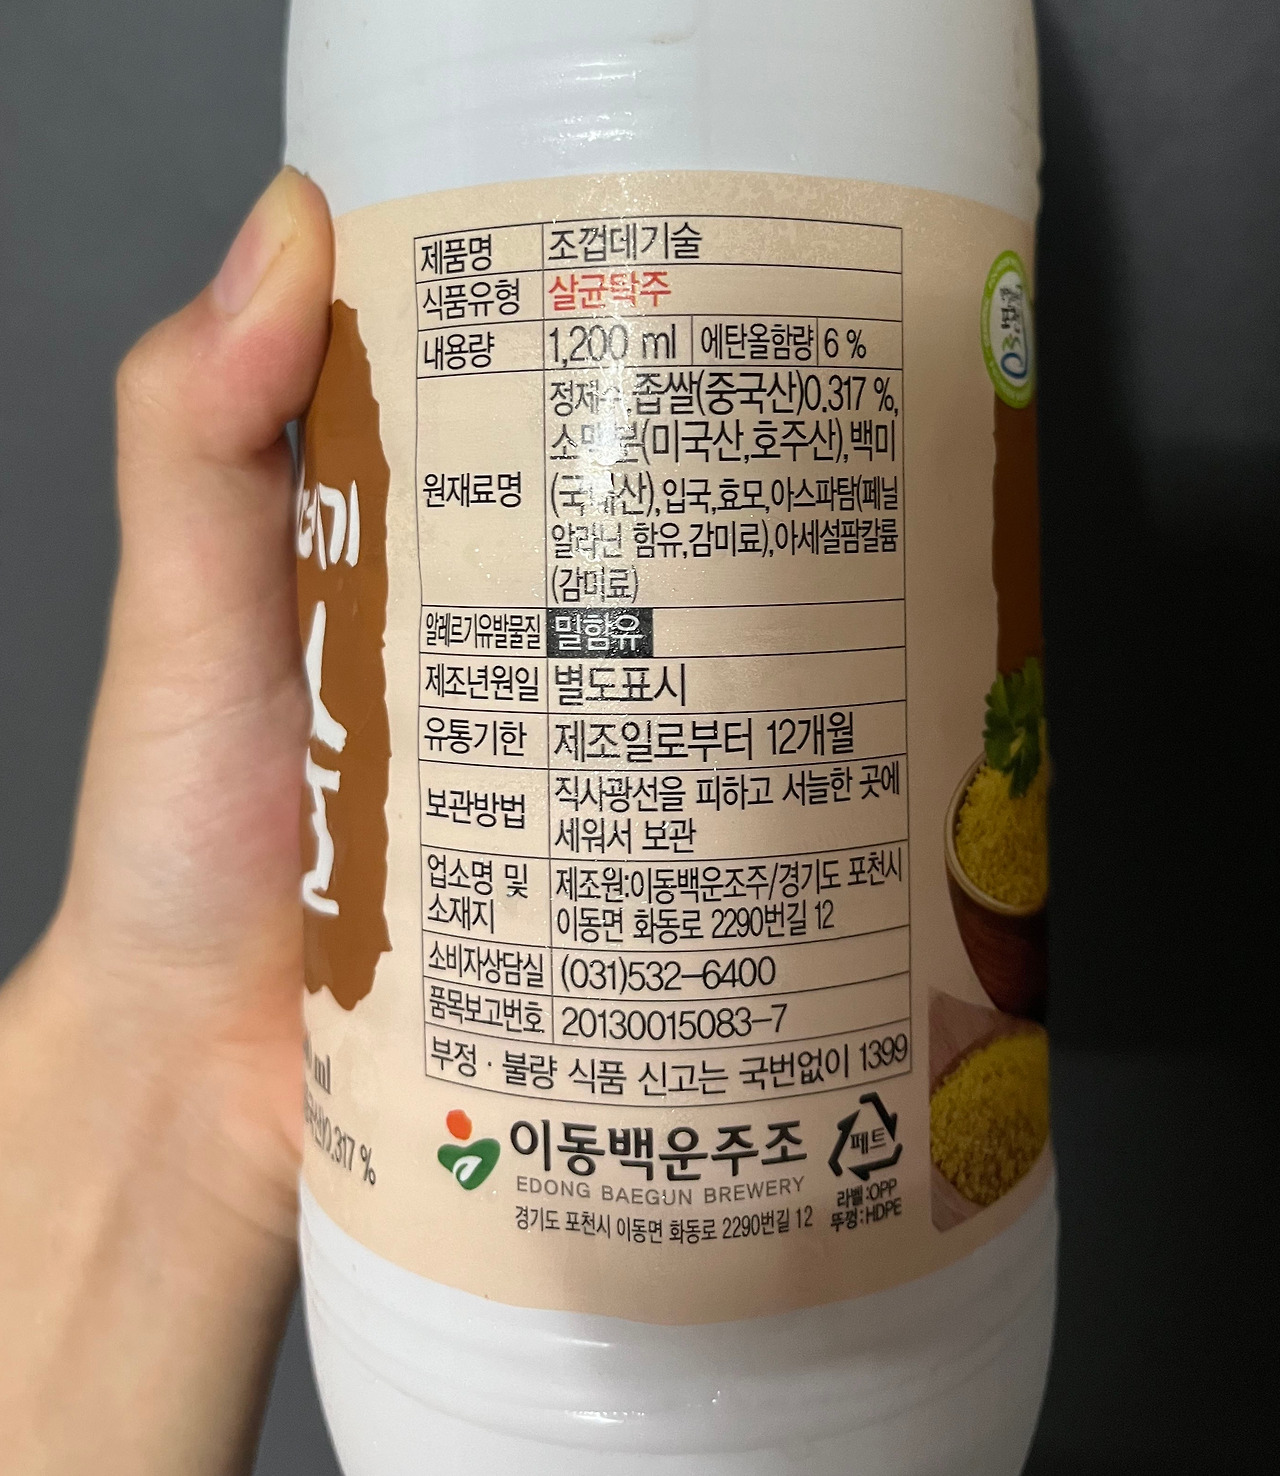 제품명 조껍데기술
식품유형 살균탁주
내용량 1,200 ml 에탄올함량 6 %
원재료명 정제수,좁쌀(중국산)0.317 %,
소맥분(미국산,호주산),백미
(국내산),입국,효모,아스파탐(페닐
알라닌 함유,감미료),아세설팜칼륨
(감미료)
알레르기유발물질 밀함유
제조년원일 별도표시
유통기한 제조일로부터 12개월
보관방법 직사광선을 피하고 서늘한 곳에
세워서 보관
업소명 및
소재지
제조원:이동백운조주/경기도 포천시
이동면 화동로 2290번길 12
소비자상담실 (031)532-6400
품목보고번호 20130015083-7
부정·불량 식품 신고는 국번없이 1399
이동백운주조
EDONG BAEGUN BREWERY
경기도 포천시 이동면 화동로 2290번길 12
페트
라벨:OPP
뚜껑:HDPE
데기
술
ml
0.317 %